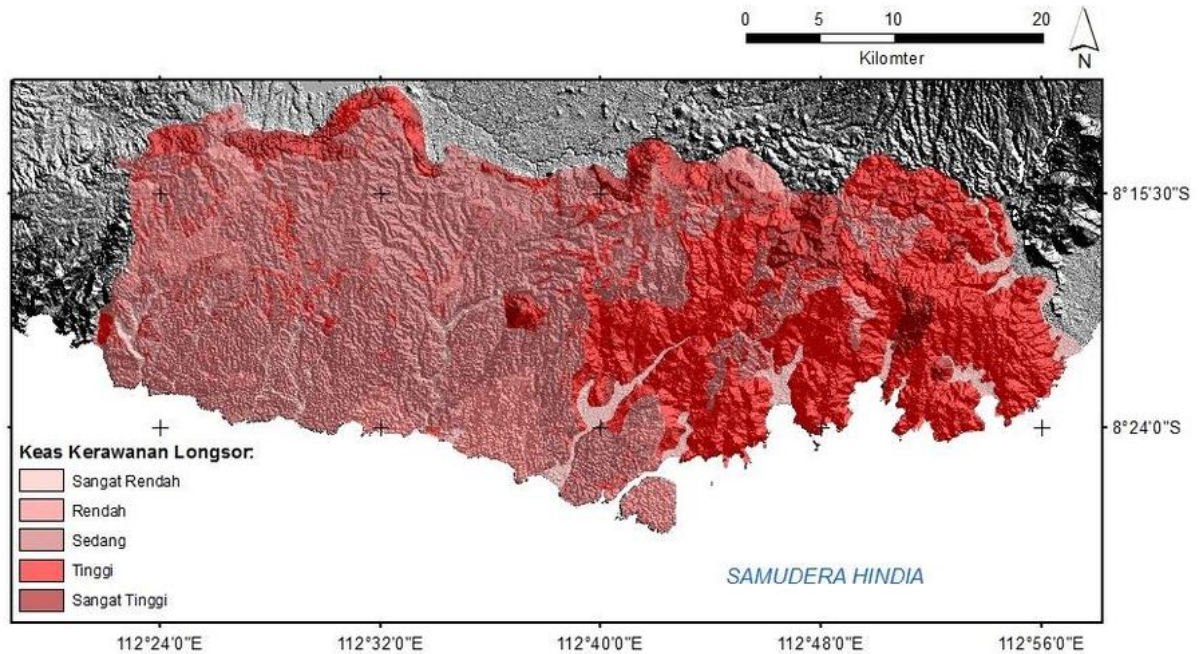 0 5 10 20
Kilomter
N
8°15'30"S
8°24'0"S
Keas Kerawanan Longsor:
Sangat Rendah
Rendah
Sedang
Tinggi
Sangat Tinggi
SAMUDERA HINDIA
112°24'0"E 112°32'0"E 112°40'0"E 112°48'0"E 112°56'0"E